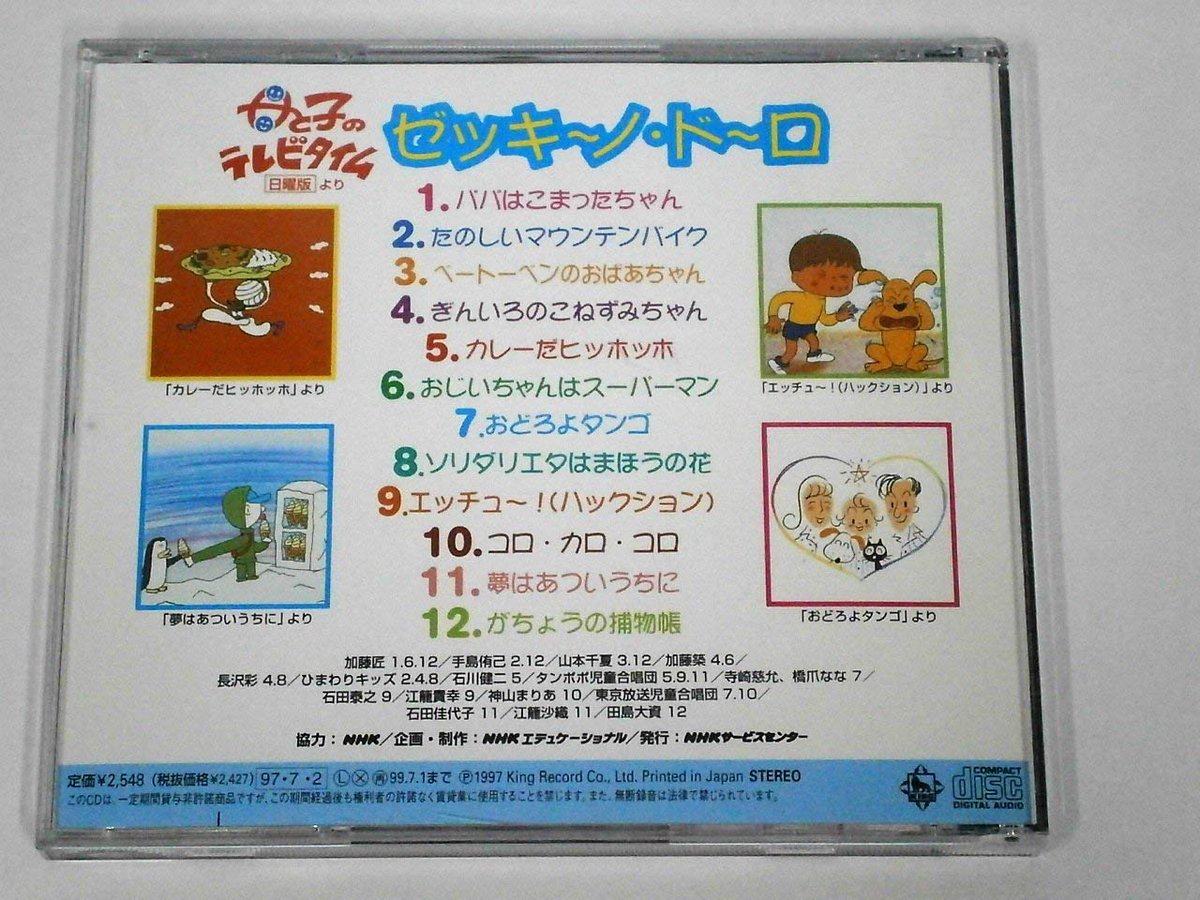 母と子の
テレビタイム
日曜版 より
ゼッキ〜ノ・ド〜ロ
1.パパはこまったちゃん
2.たのしいマウンテンバイク
3.ベートーベンのおばあちゃん
4.ぎんいろのこねずみちゃん
5.カレーだヒッホッホ
6.おじいちゃんはスーパーマン
7.おどろよタンゴ
8.ソリダリエタはまほうの花
9.エッチュ〜!(ハックション)
10.コロ・カロ・コロ
11.夢はあついうちに
12.がちょうの捕物帳
「カレーだヒッホッホ」より
「エッチュ〜!(ハックション)」より
「夢はあついうちに」より
「おどろよタンゴ」より
加藤匠 1.6.12/手島侑己 2.12/山本千夏 3.12/加藤築 4.6/
長沢彩 4.8/ひまわりキッズ 2.4.8/石川健二 5/タンポポ児童合唱団 5.9.11/寺崎慈允、橋爪なな 7/
石田泰之 9/江籠貴幸 9/神山まりあ 10/東京放送児童合唱団 7.10/
石田佳代子 11/江籠沙織 11/田島大資 12
協力:NHK/企画・制作:NHKエデュケーショナル/発行:NHKサービスセンター
定価¥2,548(税抜価格¥2,427) 97・7・2 Ⓛ Ⓧ 再 99.7.1まで Ⓟ1997 King Record Co., Ltd. Printed in Japan STEREO
このCDは、一定期間貸与非許諾商品ですが、この期間経過後も権利者の許諾なく賃貸業に使用することを禁じます。また、無断録音は法律で禁じられています。
KING
COMPACT
disc
DIGITAL AUDIO